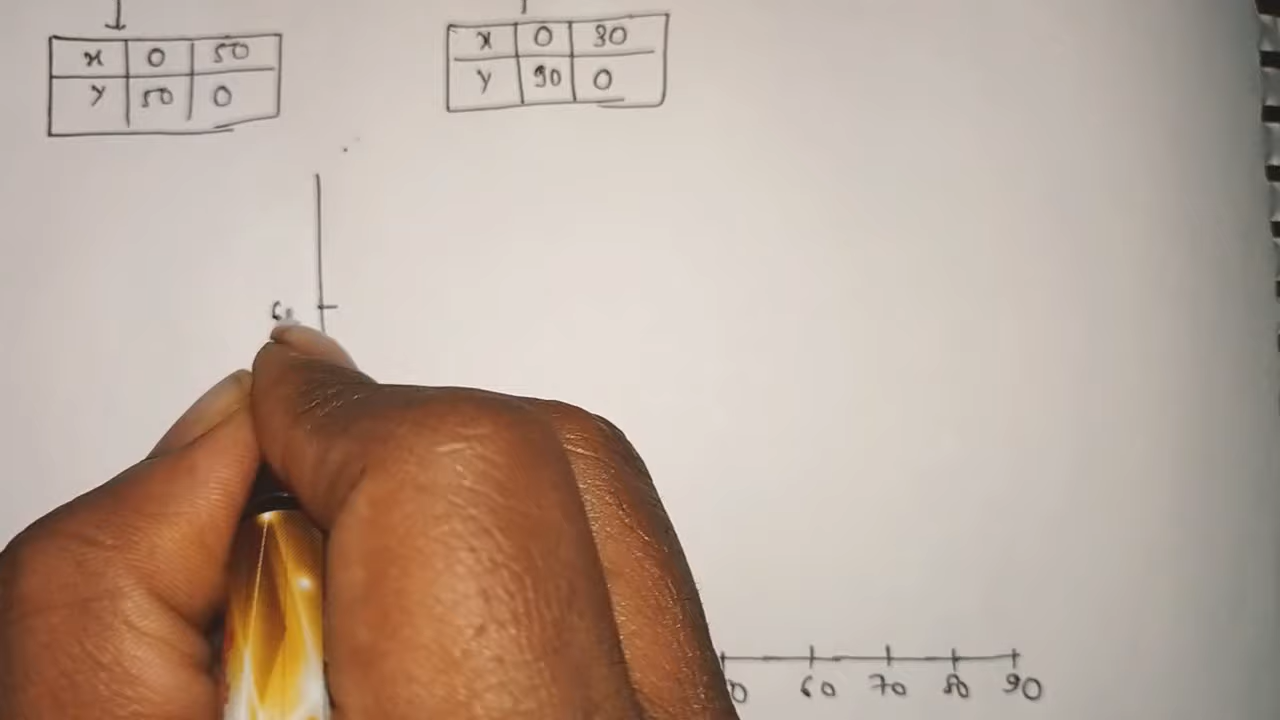 x 0 50
y 50 0
x 0 30
y 90 0
60 70 80 90